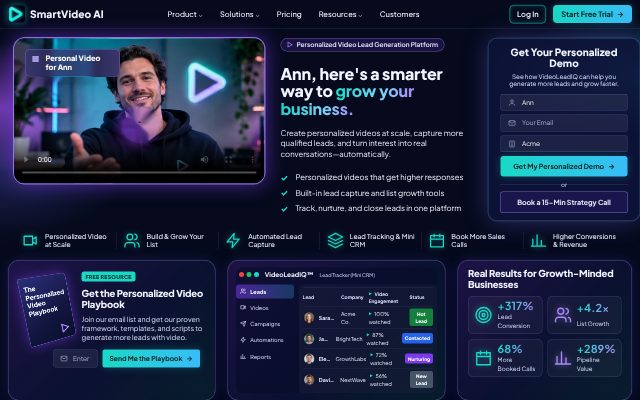 SmartVideo AI
Product
Solutions
Pricing
Resources
Customers
Log In
Start Free Trial →
Personal Video
for Ann
0:00
Personalized Video Lead Generation Platform
Ann, here's a smarter
way to grow your
business.
Create personalized videos at scale, capture more
qualified leads, and turn interest into real
conversations—automatically.
Personalized videos that get higher responses
Built-in lead capture and list growth tools
Track, nurture, and close leads in one platform
Get Your Personalized
Demo
See how VideoLeadIQ can help you
generate more leads and grow faster.
Ann
Your Email
Acme
Get My Personalized Demo →
or
Book a 15-Min Strategy Call
Personalized Video
at Scale
Build & Grow Your
List
Automated Lead
Capture
Lead Tracking & Mini
CRM
Book More Sales
Calls
Higher Conversions
& Revenue
The
Personalized
Video
Playbook
FREE RESOURCE
Get the Personalized Video
Playbook
Join our email list and get our proven
framework, templates, and scripts to
generate more leads with video.
Enter
Send Me the Playbook →
VideoLeadIQ™
Lead Tracker (Mini CRM)
Leads
Videos
Campaigns
Automations
Reports
Lead
Company
Video
Engagement
Status
Sara...
Acme
Co.
100%
watched
Hot
Lead
Ja...
BrightTech
87%
watched
Contacted
Ele...
GrowthLabs
72%
watched
Nurturing
Davi...
NextWave
56%
watched
New
Lead
Real Results for Growth-Minded
Businesses
+317%
Lead
Conversion
+4.2x
List Growth
68%
More
Booked Calls
+289%
Pipeline
Value